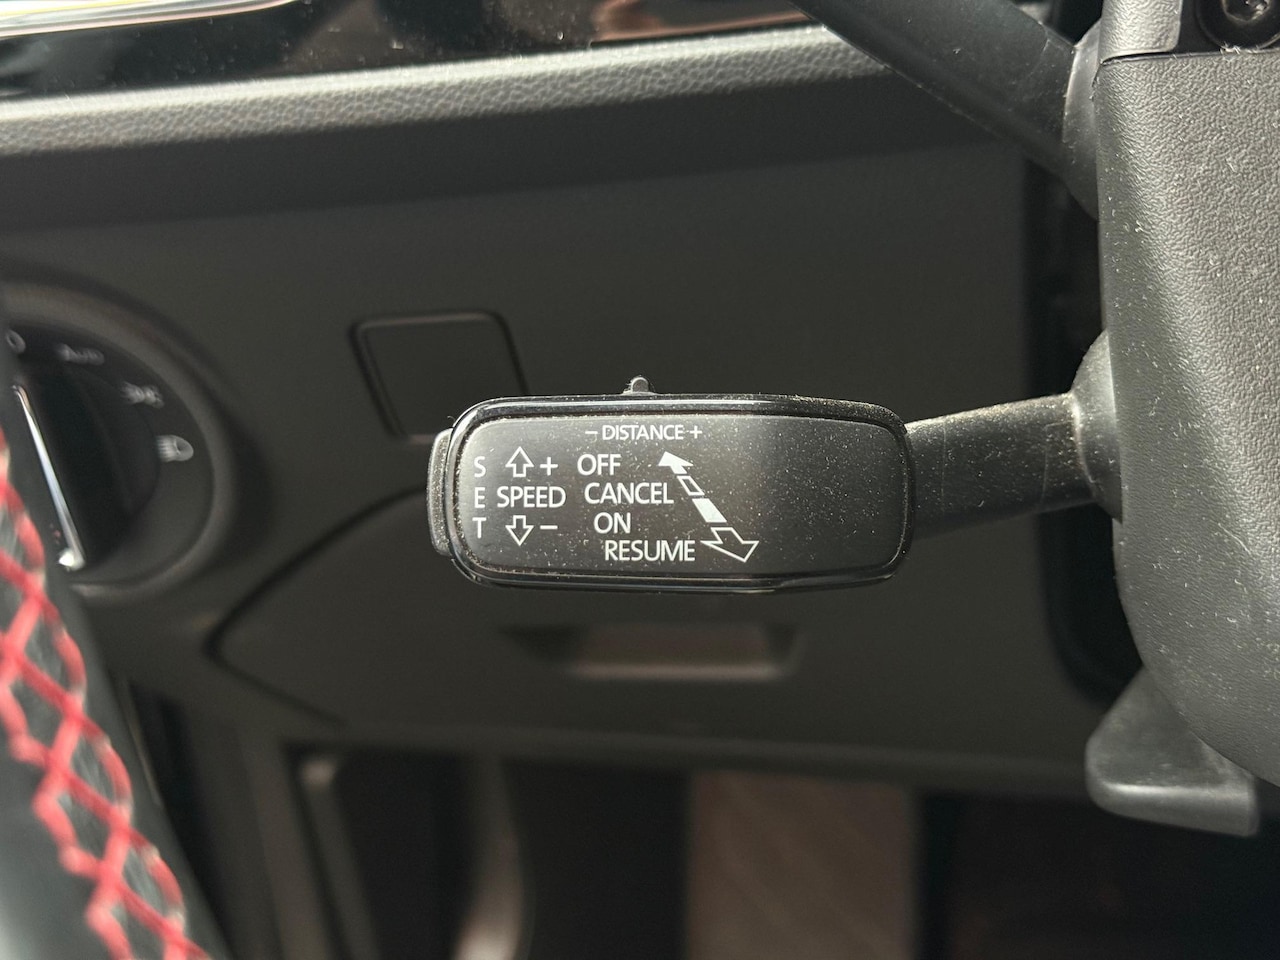 − DISTANCE +
S + OFF
E SPEED CANCEL
T − ON
RESUME